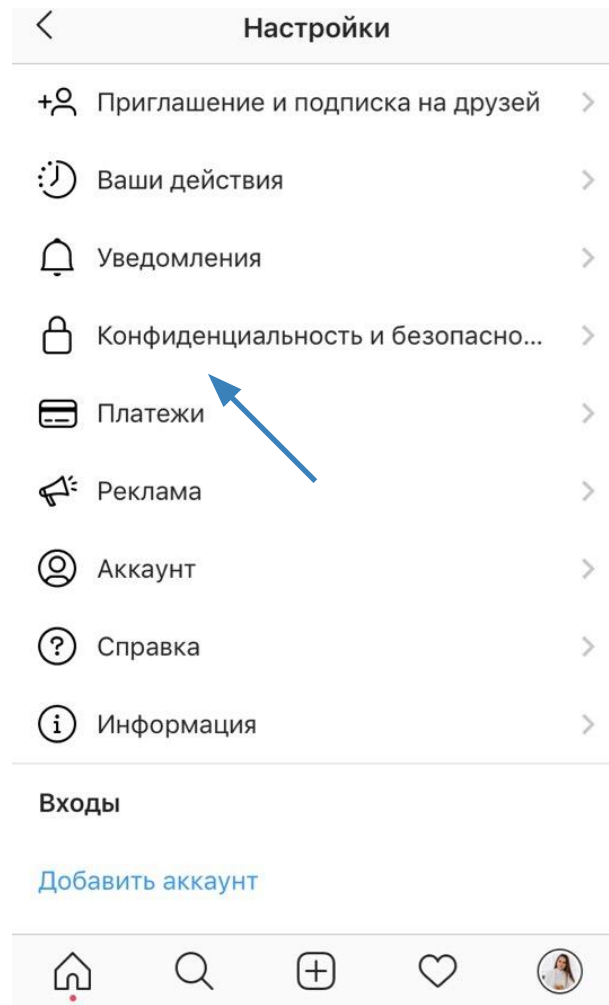 Настройки
Приглашение и подписка на друзей
Ваши действия
Уведомления
Конфиденциальность и безопасно...
Платежи
Реклама
Аккаунт
Справка
Информация
Входы
Добавить аккаунт